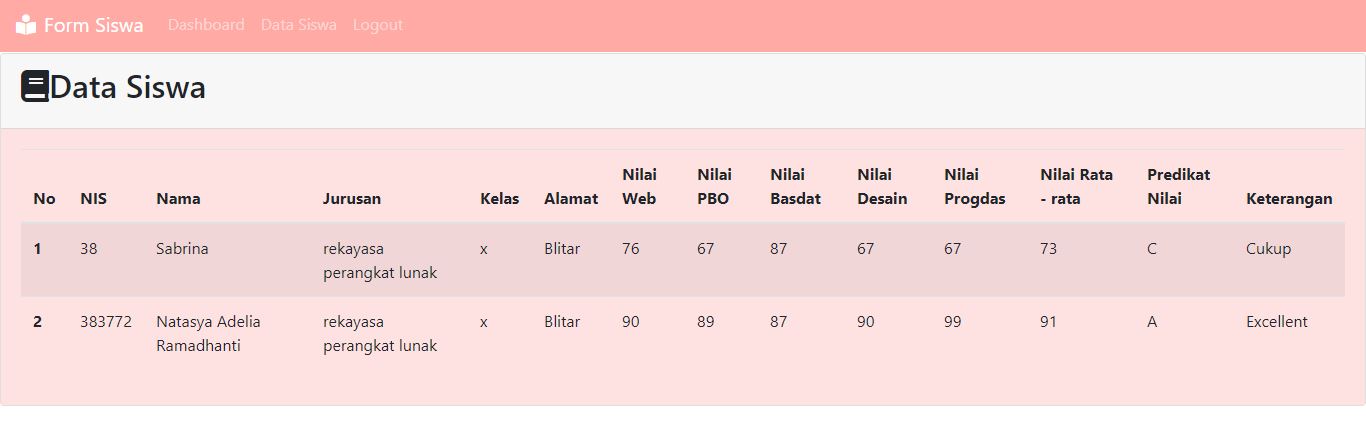 Form Siswa Dashboard Data Siswa Logout
Data Siswa
No NIS Nama Jurusan Kelas Alamat Nilai Web Nilai PBO Nilai Basdat Nilai Desain Nilai Progdas Nilai Rata - rata Predikat Nilai Keterangan
1 38 Sabrina rekayasa perangkat lunak x Blitar 76 67 87 67 67 73 C Cukup
2 383772 Natasya Adelia Ramadhanti rekayasa perangkat lunak x Blitar 90 89 87 90 99 91 A Excellent